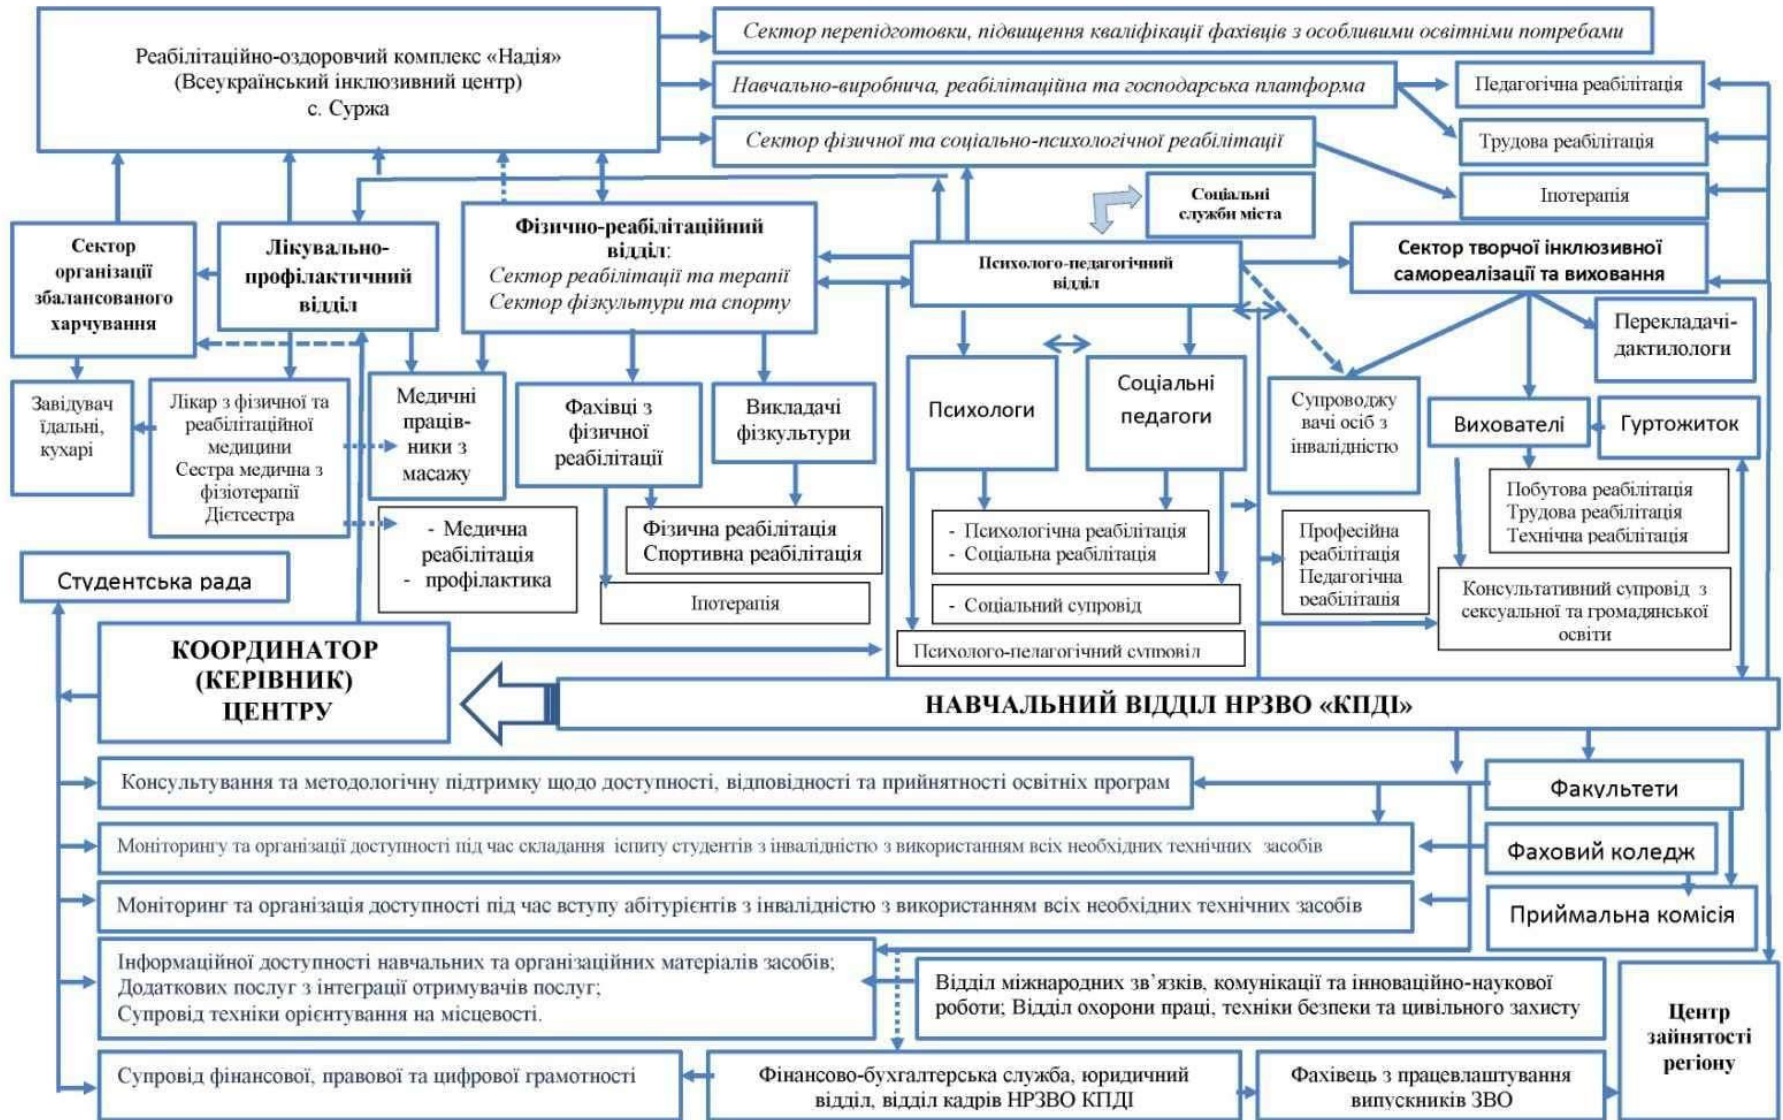 Реабілітаційно-оздоровчий комплекс «Надія»
(Всеукраїнський інклюзивний центр)
с. Суржа
Сектор перепідготовки, підвищення кваліфікації фахівців з особливими освітніми потребами
Навчально-виробнича, реабілітаційна та господарська платформа
Педагогічна реабілітація
Сектор фізичної та соціально-психологічної реабілітації
Трудова реабілітація
Іпотерапія
Соціальні
служби міста
Сектор
організації
збалансованого
харчування
Лікувально-
профілактичний
відділ
Фізично-реабілітаційний
відділ:
Сектор реабілітації та терапії
Сектор фізкультури та спорту
Психолого-педагогічний
відділ
Сектор творчої інклюзивної
самореалізації та виховання
Перекладачі-
дактилологи
Завідувач
їдальні,
кухарі
Лікар з фізичної та
реабілітаційної
медицини
Сестра медична з
фізіотерапії
Дієтсестра
Медичні
праців-
ники з
масажу
Фахівці з
фізичної
реабілітації
Викладачі
фізкультури
Психологи
Соціальні
педагоги
Супроводжу
вачі осіб з
інвалідністю
Вихователі
Гуртожиток
- Медична
реабілітація
- профілактика
Фізична реабілітація
Спортивна реабілітація
Іпотерапія
- Психологічна реабілітація
- Соціальна реабілітація
- Соціальний супровід
Психолого-педагогічний супровід
Професійна
реабілітація
Педагогічна
реабілітація
Побутова реабілітація
Трудова реабілітація
Технічна реабілітація
Консультативний супровід з
сексуальної та громадянської
освіти
Студентська рада
КООРДИНАТОР
(КЕРІВНИК)
ЦЕНТРУ
НАВЧАЛЬНИЙ ВІДДІЛ НРЗВО «КПДІ»
Консультування та методологічну підтримку щодо доступності, відповідності та прийнятності освітніх програм
Факультети
Моніторингу та організації доступності під час складання іспиту студентів з інвалідністю з використанням всіх необхідних технічних засобів
Фаховий коледж
Моніторинг та організація доступності під час вступу абітурієнтів з інвалідністю з використанням всіх необхідних технічних засобів
Приймальна комісія
Інформаційної доступності навчальних та організаційних матеріалів засобів;
Додаткових послуг з інтеграції отримувачів послуг;
Супровід техніки орієнтування на місцевості.
Відділ міжнародних зв’язків, комунікації та інноваційно-наукової
роботи; Відділ охорони праці, техніки безпеки та цивільного захисту
Центр
зайнятості
регіону
Супровід фінансової, правової та цифрової грамотності
Фінансово-бухгалтерська служба, юридичний
відділ, відділ кадрів НРЗВО КПДІ
Фахівець з працевлаштування
випускників ЗВО